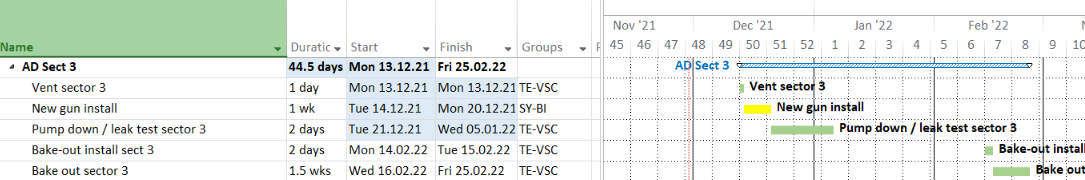 Nov '21 Dec '21 Jan '22 Feb '22
Name Duratic Start Finish Groups 45 46 47 48 49 50 51 52 1 2 3 4 5 6 7 8 9 10
AD Sect 3 44.5 days Mon 13.12.21 Fri 25.02.22 AD Sect 3
Vent sector 3 1 day Mon 13.12.21 Mon 13.12.21 TE-VSC Vent sector 3
New gun install 1 wk Tue 14.12.21 Mon 20.12.21 SY-BI New gun install
Pump down / leak test sector 3 2 days Tue 21.12.21 Wed 05.01.22 TE-VSC Pump down / leak test sector 3
Bake-out install sect 3 2 days Mon 14.02.22 Tue 15.02.22 TE-VSC Bake-out instal
Bake out sector 3 1.5 wks Wed 16.02.22 Fri 25.02.22 TE-VSC Bake out